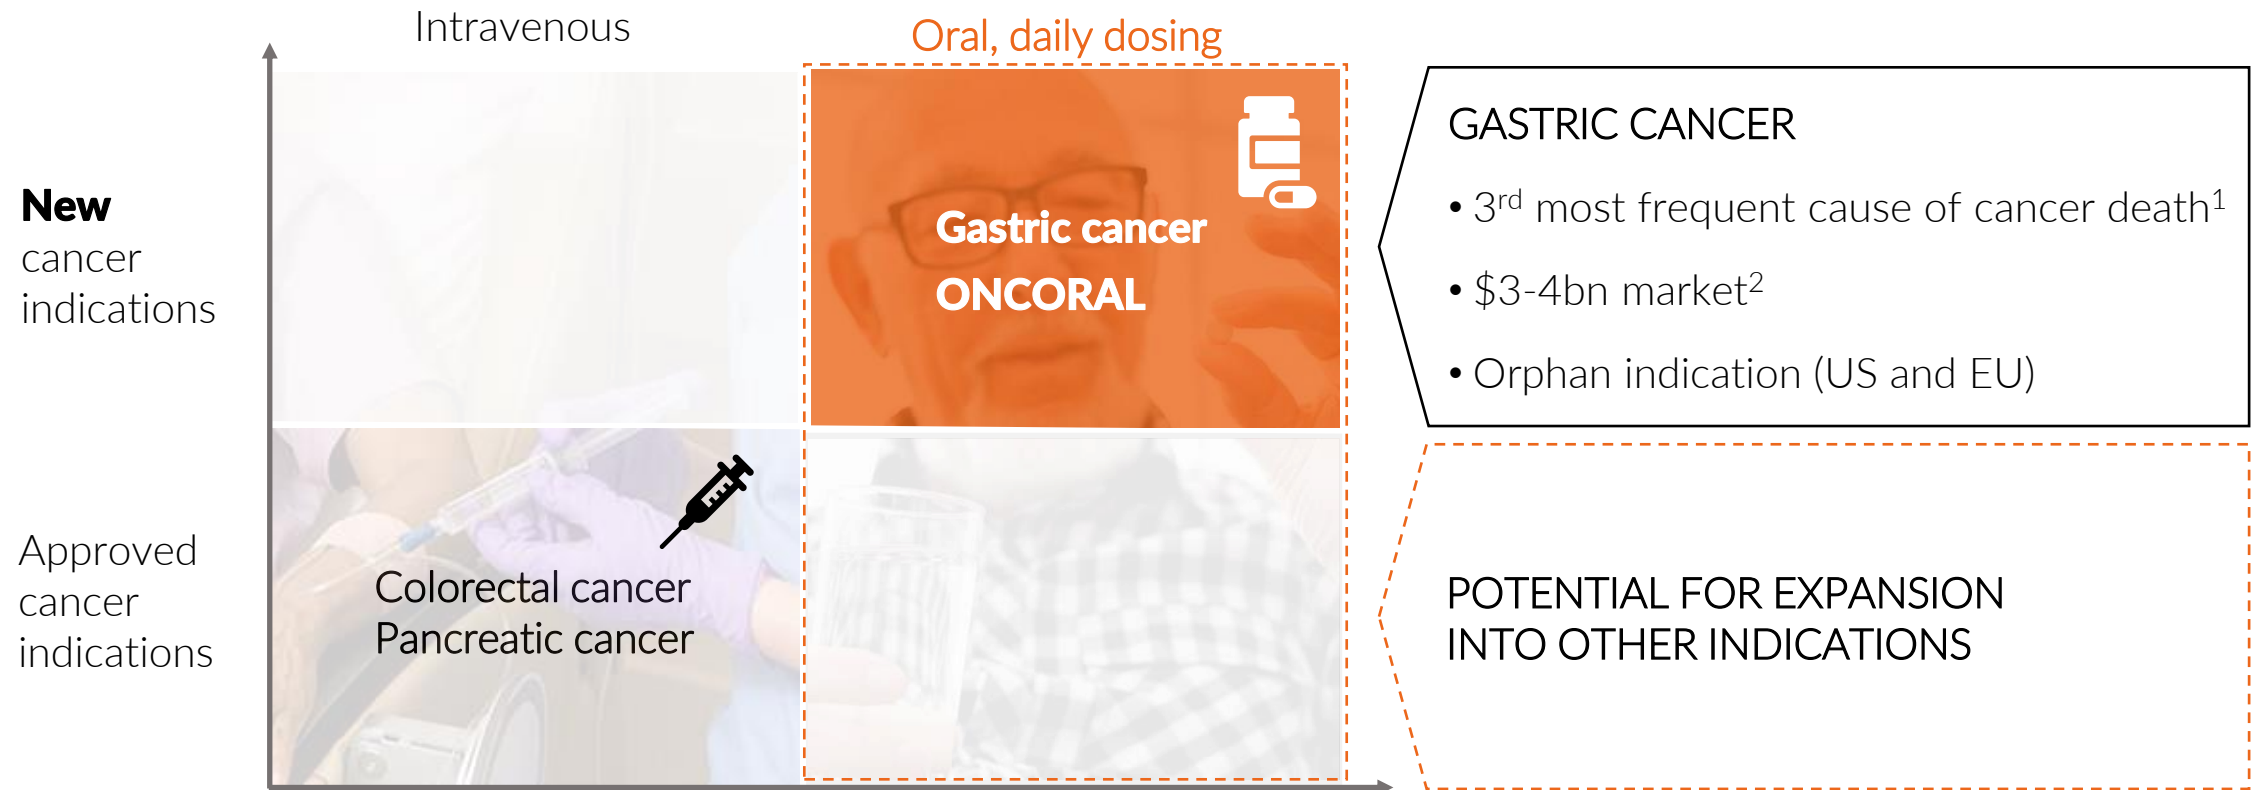 Intravenous
Oral, daily dosing
New
cancer
indications
Gastric cancer
ONCORAL
GASTRIC CANCER
• 3rd most frequent cause of cancer death1
• $3-4bn market2
• Orphan indication (US and EU)
Approved
cancer
indications
Colorectal cancer
Pancreatic cancer
POTENTIAL FOR EXPANSION
INTO OTHER INDICATIONS